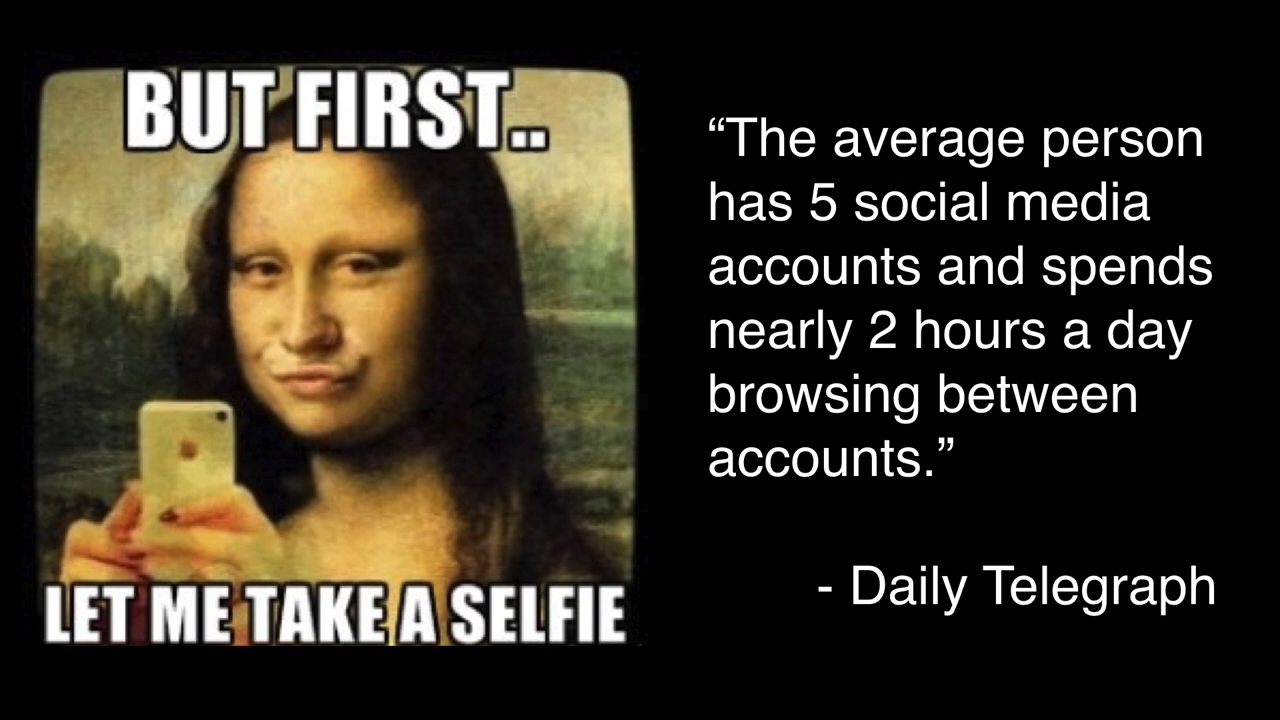 BUT FIRST..
LET ME TAKE A SELFIE
“The average person
has 5 social media
accounts and spends
nearly 2 hours a day
browsing between
accounts.”
- Daily Telegraph